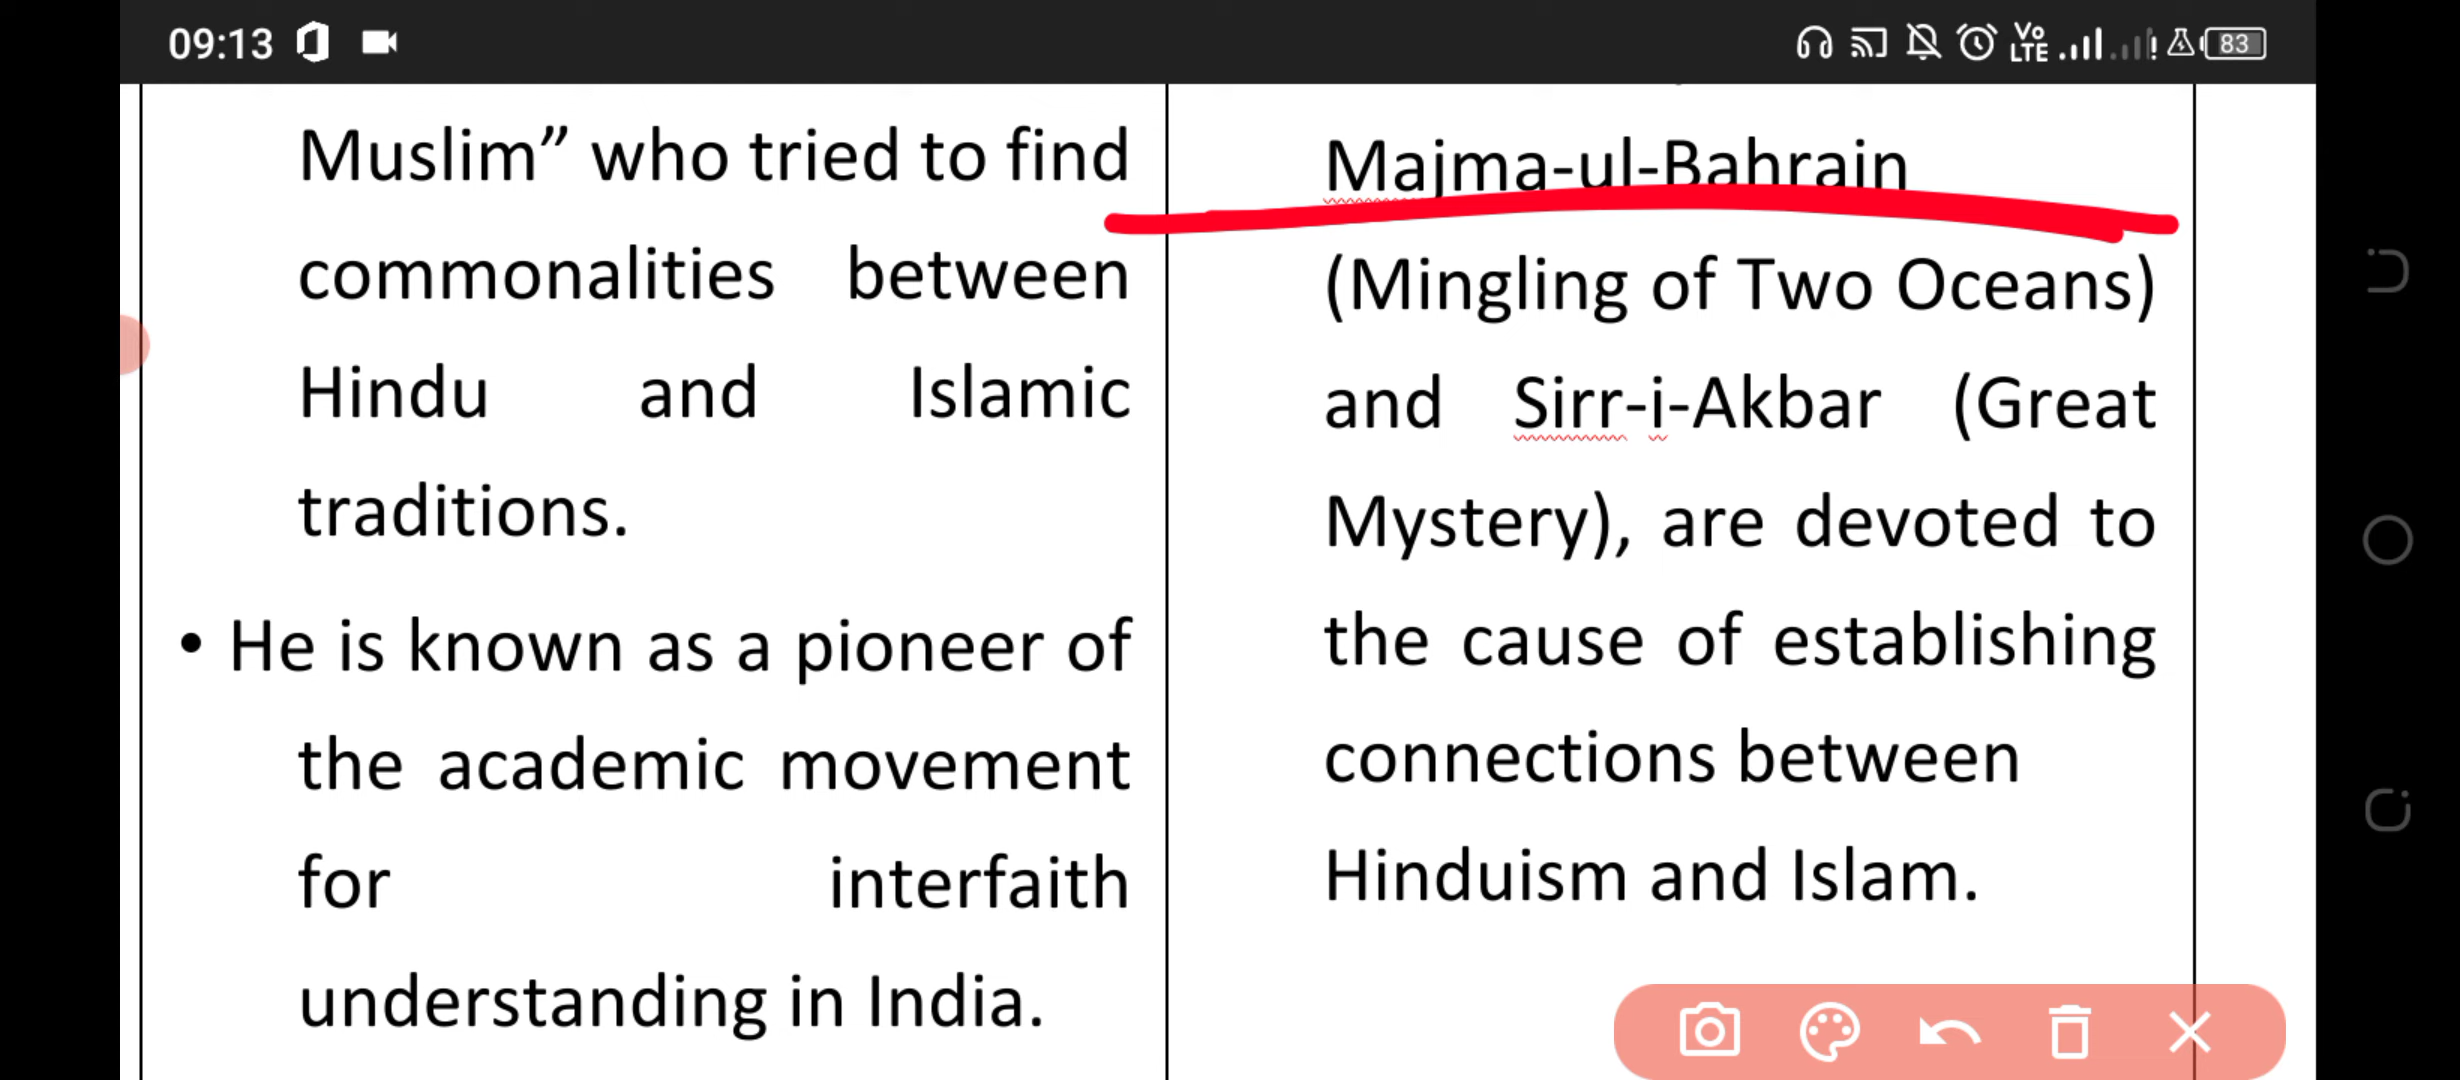 09:13
Vo LTE 83
Muslim” who tried to find
commonalities between
Hindu and Islamic
traditions.
• He is known as a pioneer of
the academic movement
for interfaith
understanding in India.
Majma-ul-Bahrain
(Mingling of Two Oceans)
and Sirr-i-Akbar (Great
Mystery), are devoted to
the cause of establishing
connections between
Hinduism and Islam.